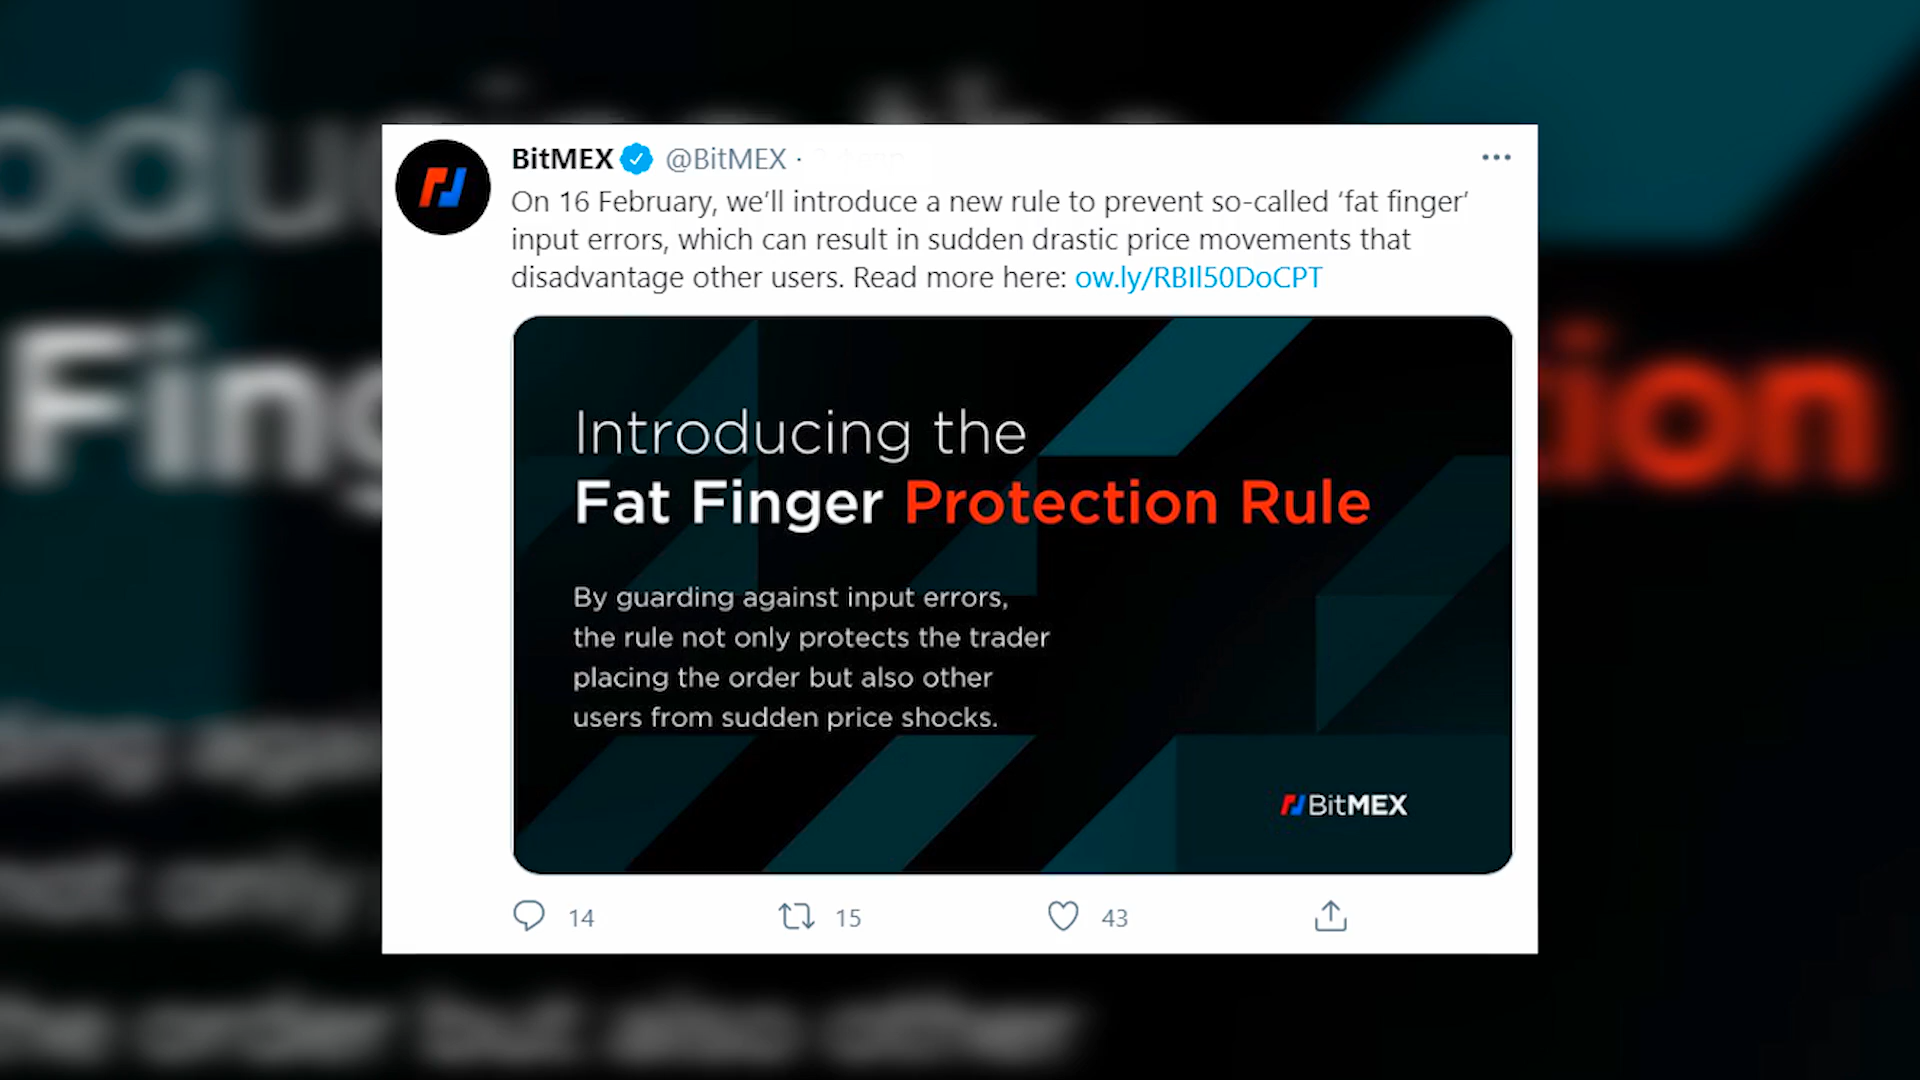 BitMEX @BitMEX ·
On 16 February, we’ll introduce a new rule to prevent so-called ‘fat finger’
input errors, which can result in sudden drastic price movements that
disadvantage other users. Read more here: ow.ly/RBIl50DoCPT
Introducing the
Fat Finger Protection Rule
By guarding against input errors,
the rule not only protects the trader
placing the order but also other
users from sudden price shocks.
BitMEX
14 15 43